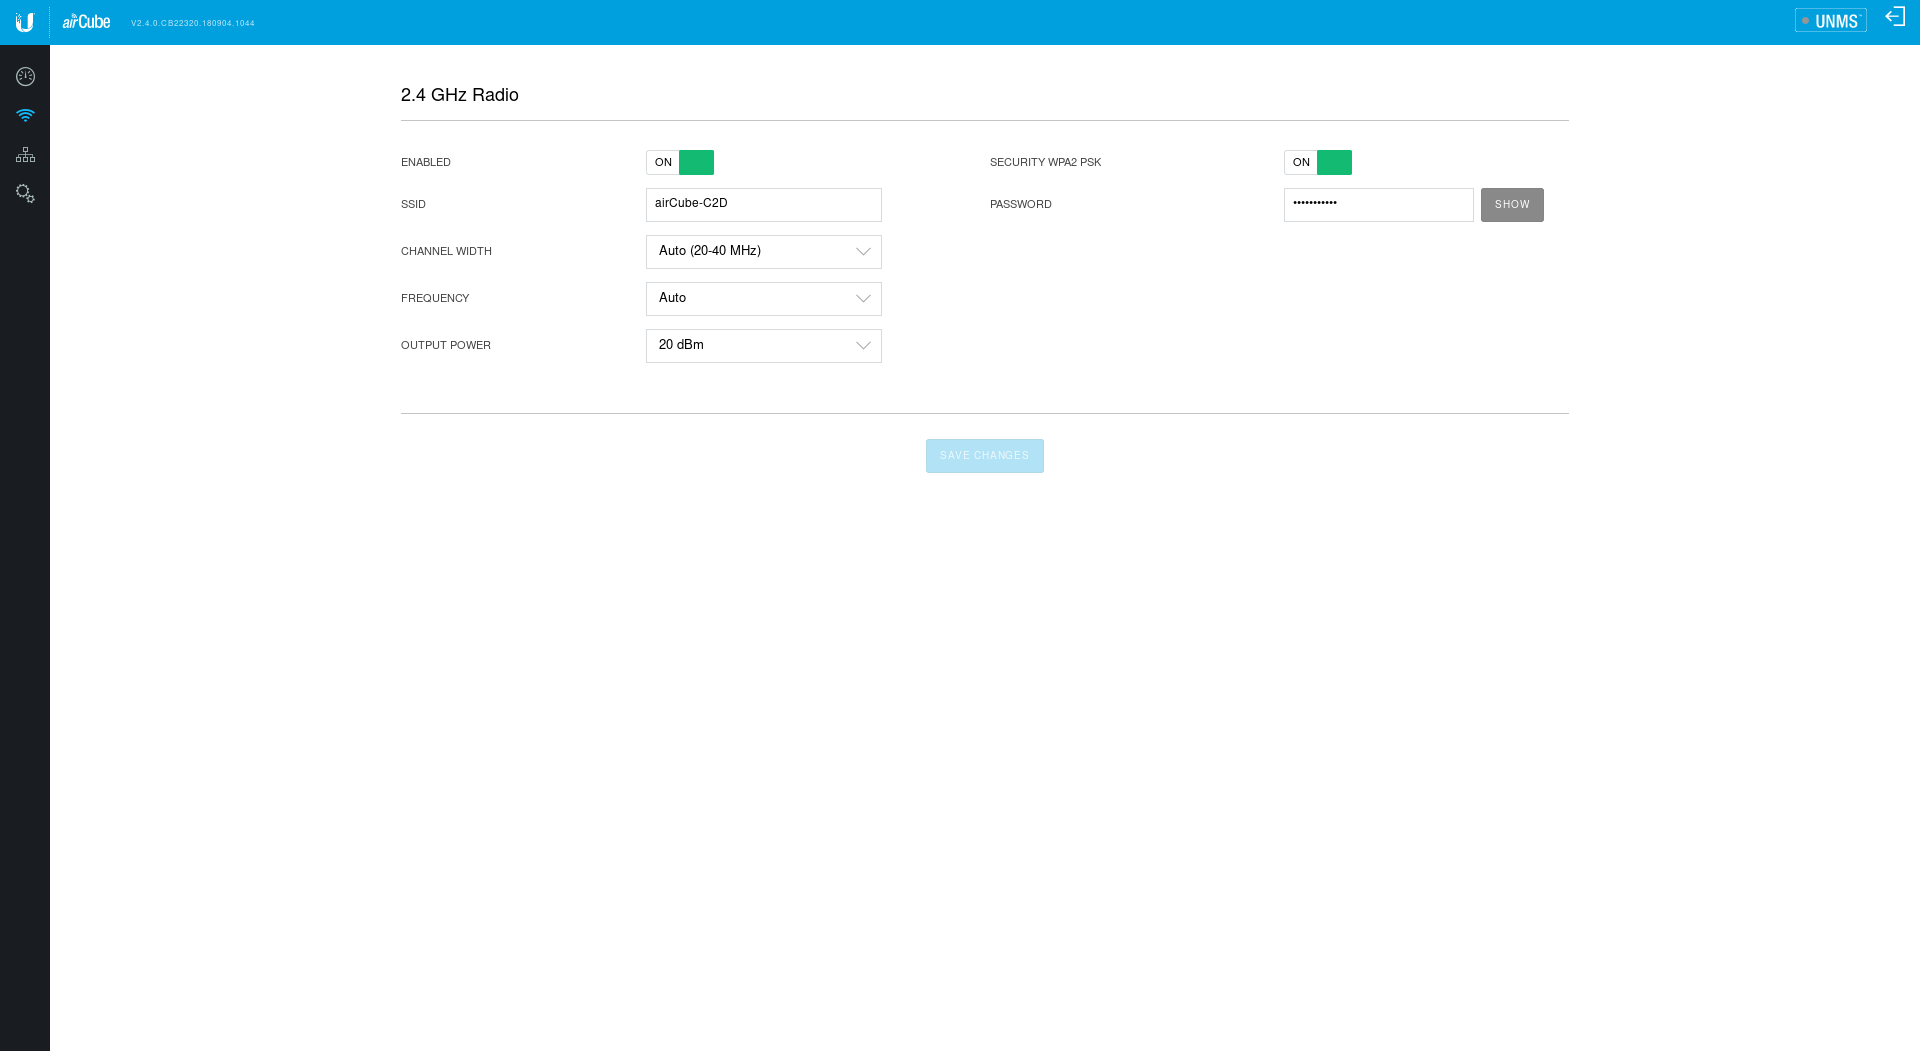 airCube V2.4.0.CB22320.180904.1044 UNMS
2.4 GHz Radio
ENABLED ON SECURITY WPA2 PSK ON
SSID airCube-C2D PASSWORD ••••••••••• SHOW
CHANNEL WIDTH Auto (20-40 MHz)
FREQUENCY Auto
OUTPUT POWER 20 dBm
SAVE CHANGES